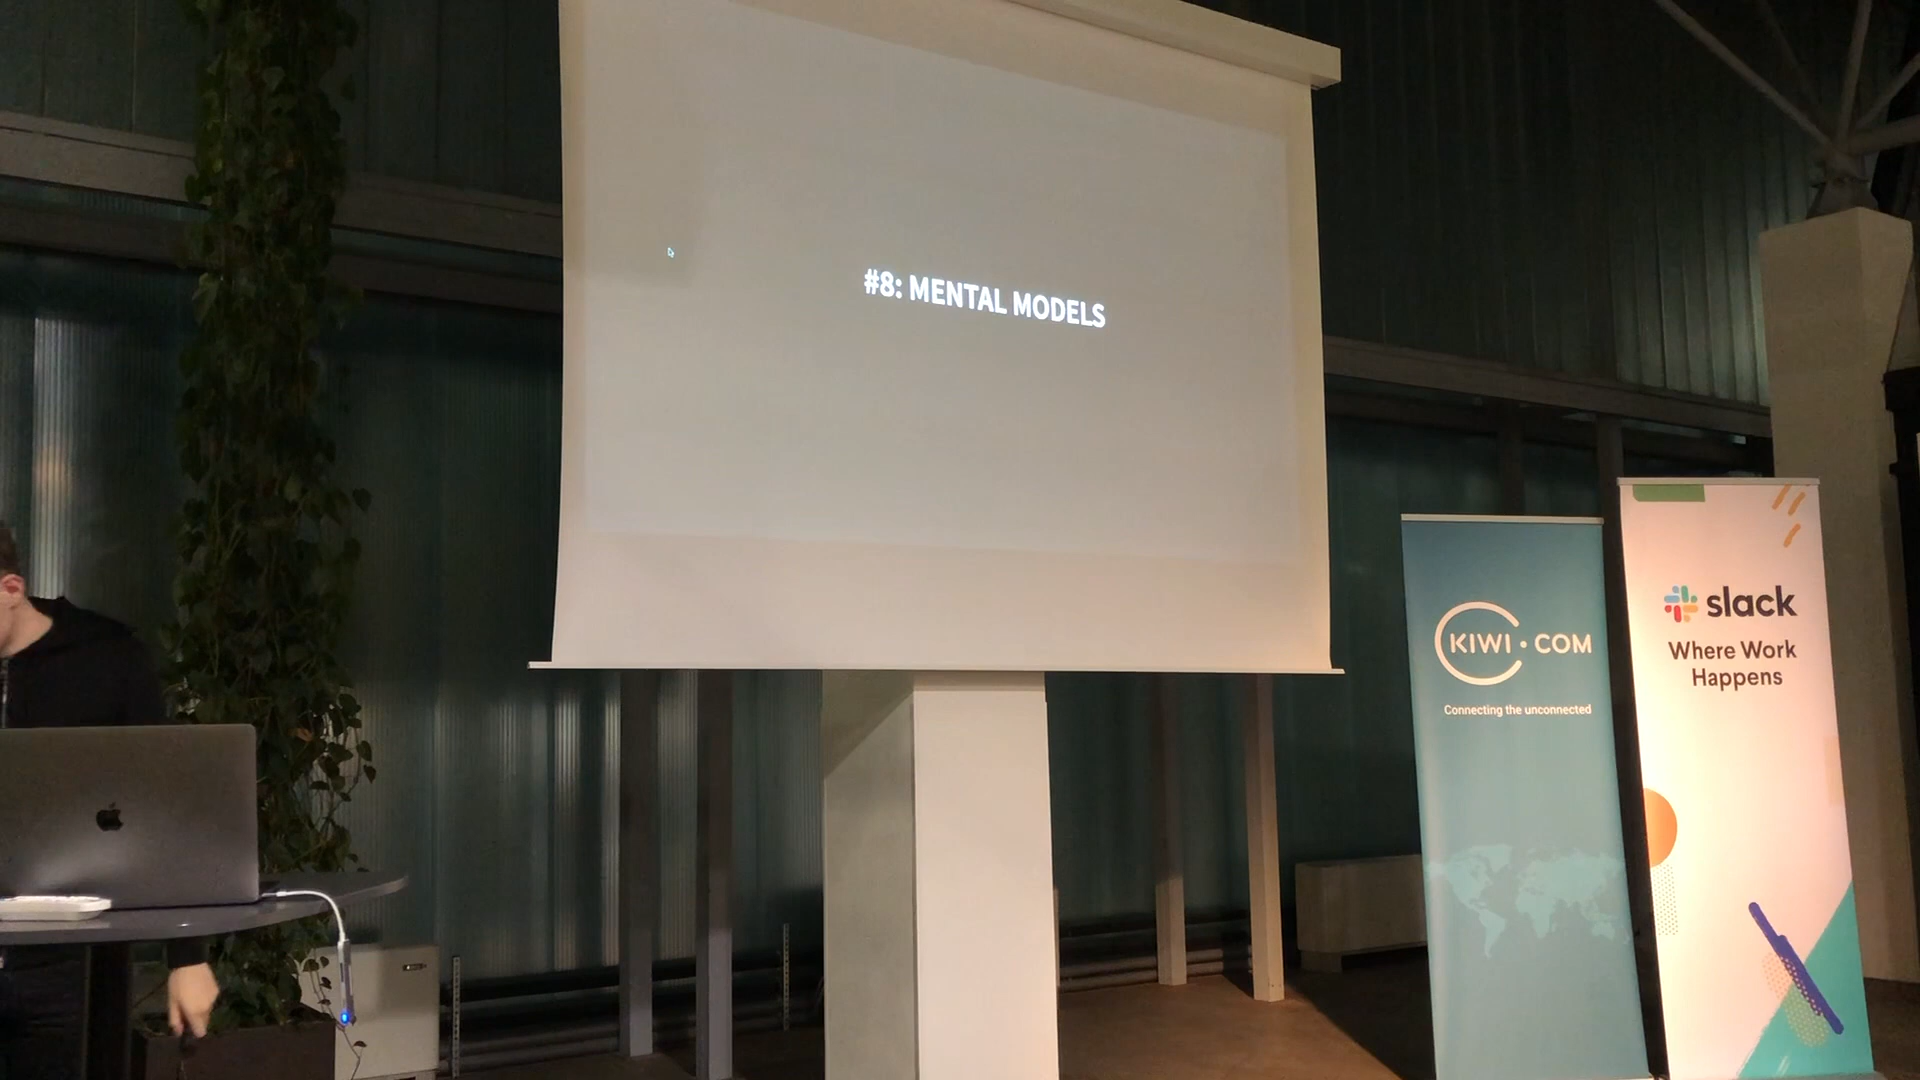 #8: MENTAL MODELS
KIWI.COM
Connecting the unconnected
slack
Where Work
Happens